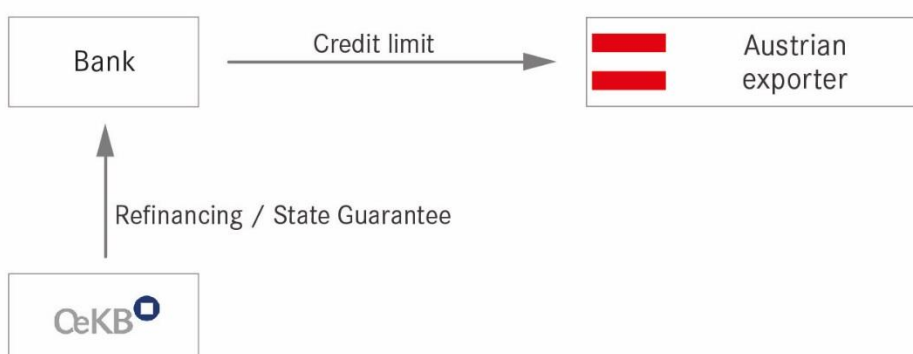 Bank
Credit limit
Austrian
exporter
Refinancing / State Guarantee
OeKB